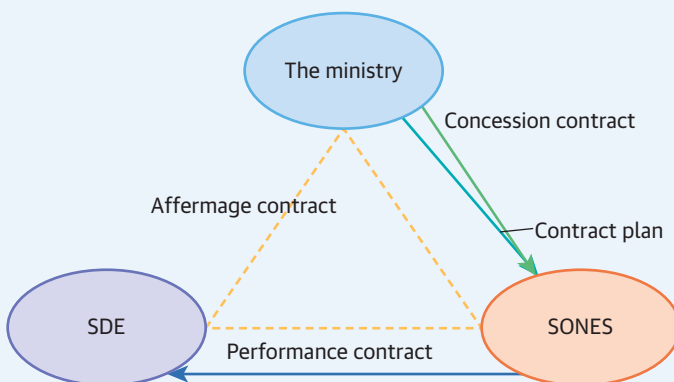 The ministry
Concession contract
Affermage contract
Contract plan
SDE
SONES
Performance contract